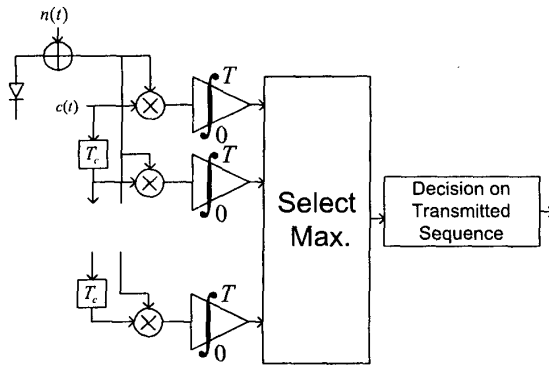 n(t)
T
c(t)
0
T_c
T
0
Select
Max.
Decision on
Transmitted
Sequence
T_c
T
0